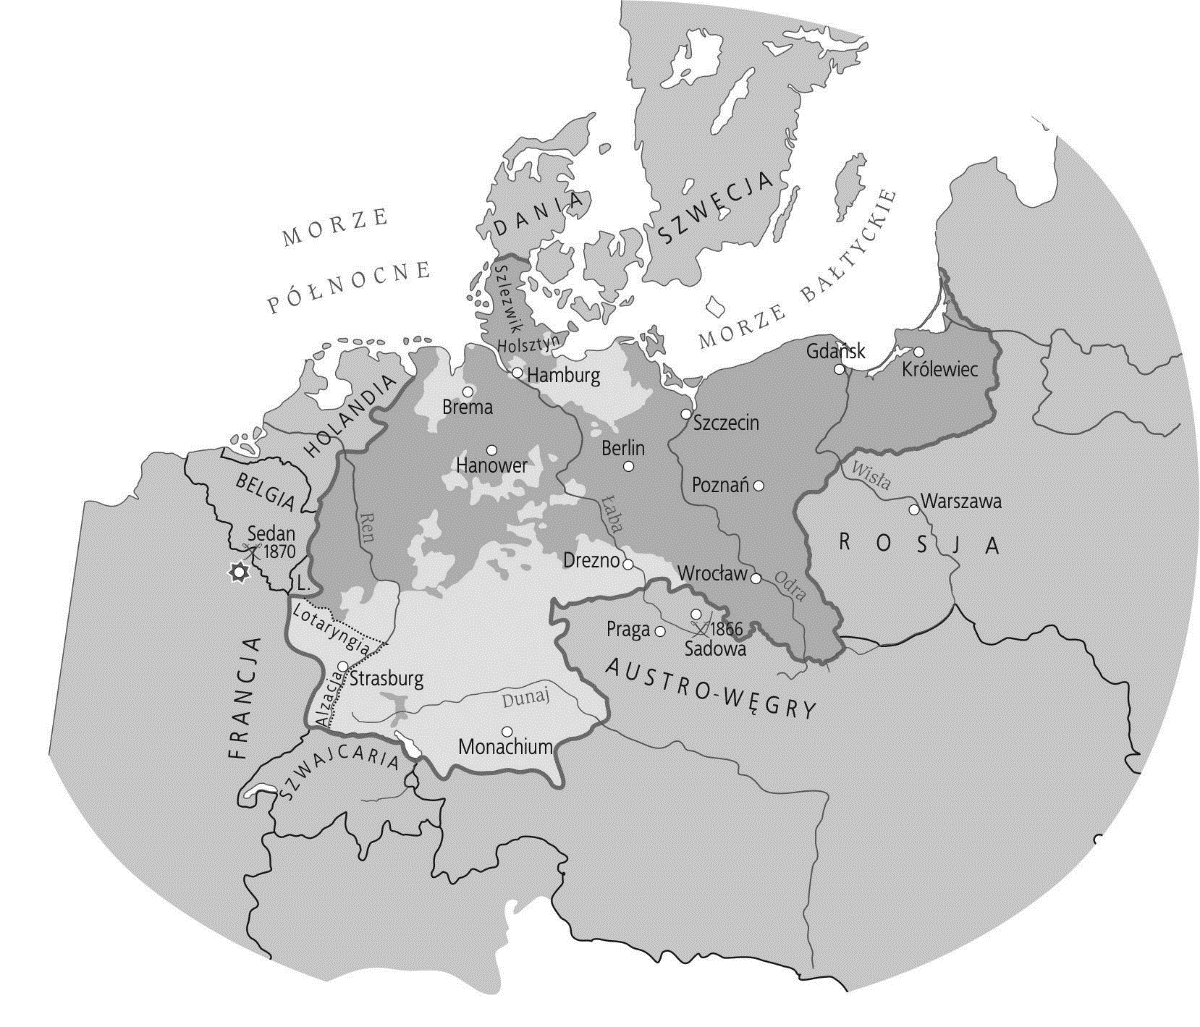 MORZE
PÓŁNOCNE
DANIA
SZWECJA
MORZE BAŁTYCKIE
Szlezwik
Holsztyn
Hamburg
Brema
Hanower
Berlin
Szczecin
Gdańsk
Królewiec
Poznań
Wisła
Warszawa
ROSJA
HOLANDIA
BELGIA
Sedan
1870
L.
Ren
Łaba
Drezno
Wrocław
Odra
Praga
1866
Sadowa
AUSTRO-WĘGRY
Lotaryngia
Alzacja
Strasburg
Dunaj
Monachium
FRANCJA
SZWAJCARIA